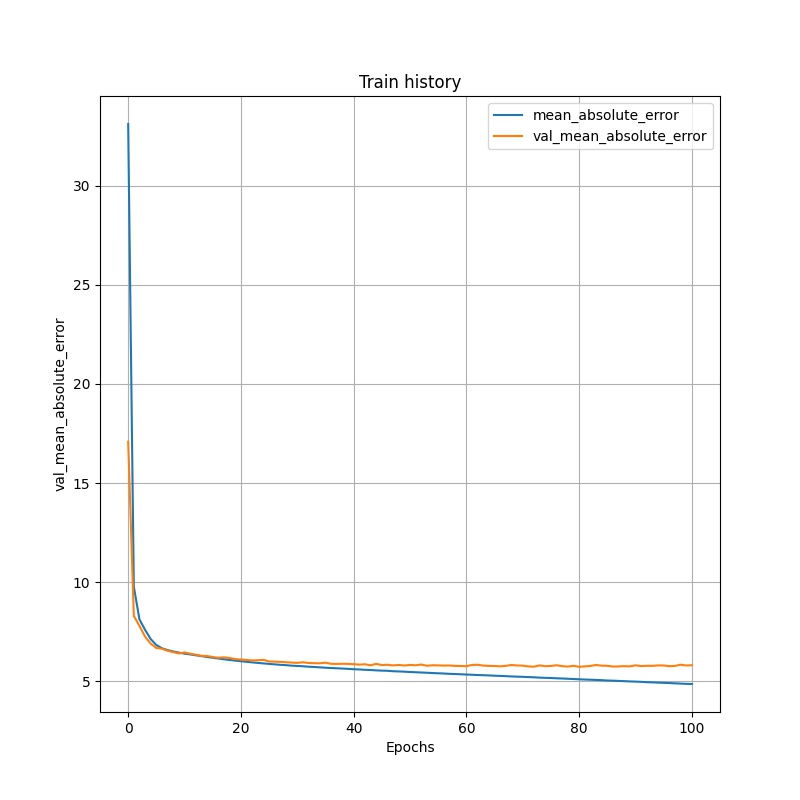 Train history
mean_absolute_error
val_mean_absolute_error
val_mean_absolute_error
30
25
20
15
10
5
0 20 40 60 80 100
Epochs